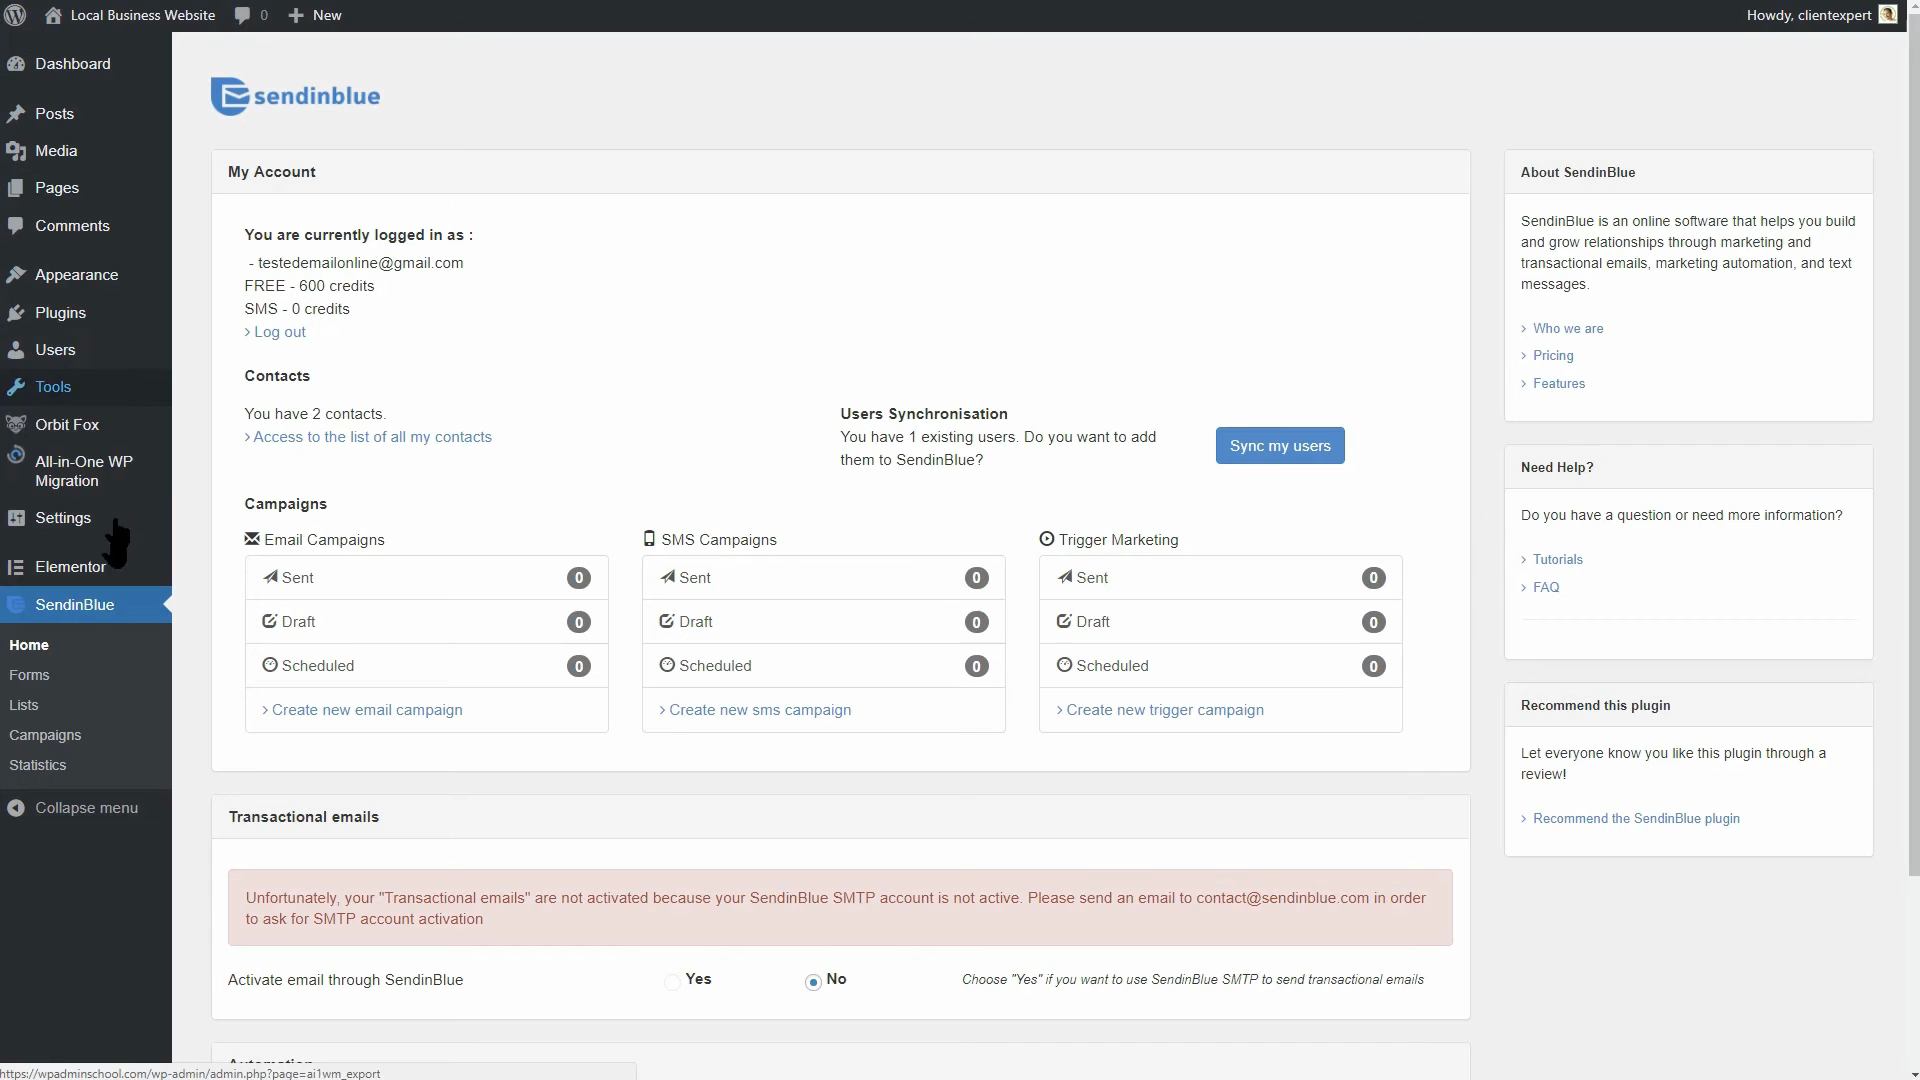 Local Business Website
0
New
Howdy, clientexpert
Dashboard
Posts
Media
Pages
Comments
Appearance
Plugins
Users
Tools
Orbit Fox
All-in-One WP
Migration
Settings
Elementor
SendinBlue
Home
Forms
Lists
Campaigns
Statistics
Collapse menu
sendinblue
My Account
You are currently logged in as :
- testedemailonline@gmail.com
FREE - 600 credits
SMS - 0 credits
Log out
Contacts
You have 2 contacts.
Access to the list of all my contacts
Users Synchronisation
You have 1 existing users. Do you want to add
them to SendinBlue?
Sync my users
Campaigns
Email Campaigns
Sent 0
Draft 0
Scheduled 0
Create new email campaign
SMS Campaigns
Sent 0
Draft 0
Scheduled 0
Create new sms campaign
Trigger Marketing
Sent 0
Draft 0
Scheduled 0
Create new trigger campaign
Transactional emails
Unfortunately, your "Transactional emails" are not activated because your SendinBlue SMTP account is not active. Please send an email to contact@sendinblue.com in order
to ask for SMTP account activation
Activate email through SendinBlue
Yes
No
Choose "Yes" if you want to use SendinBlue SMTP to send transactional emails
Automation
About SendinBlue
SendinBlue is an online software that helps you build
and grow relationships through marketing and
transactional emails, marketing automation, and text
messages.
Who we are
Pricing
Features
Need Help?
Do you have a question or need more information?
Tutorials
FAQ
Recommend this plugin
Let everyone know you like this plugin through a
review!
Recommend the SendinBlue plugin
https://wpadminschool.com/wp-admin/admin.php?page=ai1wm_export